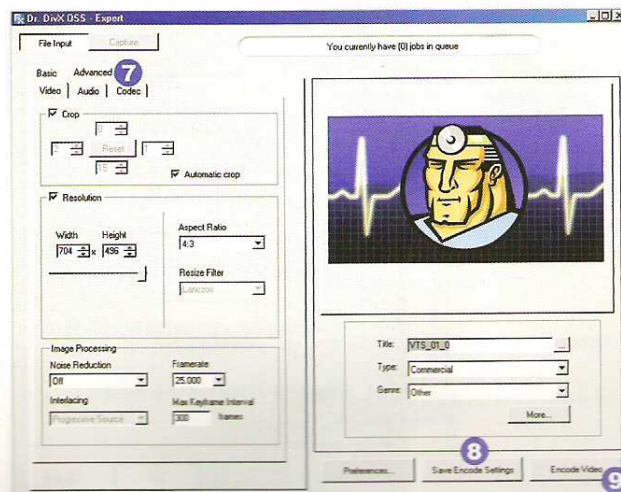 Dr. DivX OSS - Expert
File Input
Capture
You currently have {0} jobs in queue
Basic
Advanced
7
Video
Audio
Codec
Crop
0
2
Reset
1
15
Automatic crop
Resolution
Width
Height
704 x 496
Aspect Ratio
4:3
Resize Filter
Lanczos
Image Processing
Noise Reduction
Off
Framerate
25.000
Interlacing
Progressive Source
Max Keyframe Interval
300 frames
Title: VTS_01_0 ...
Type: Commercial
Genre: Other
More...
8
Preferences...
Save Encode Settings
Encode Video
9